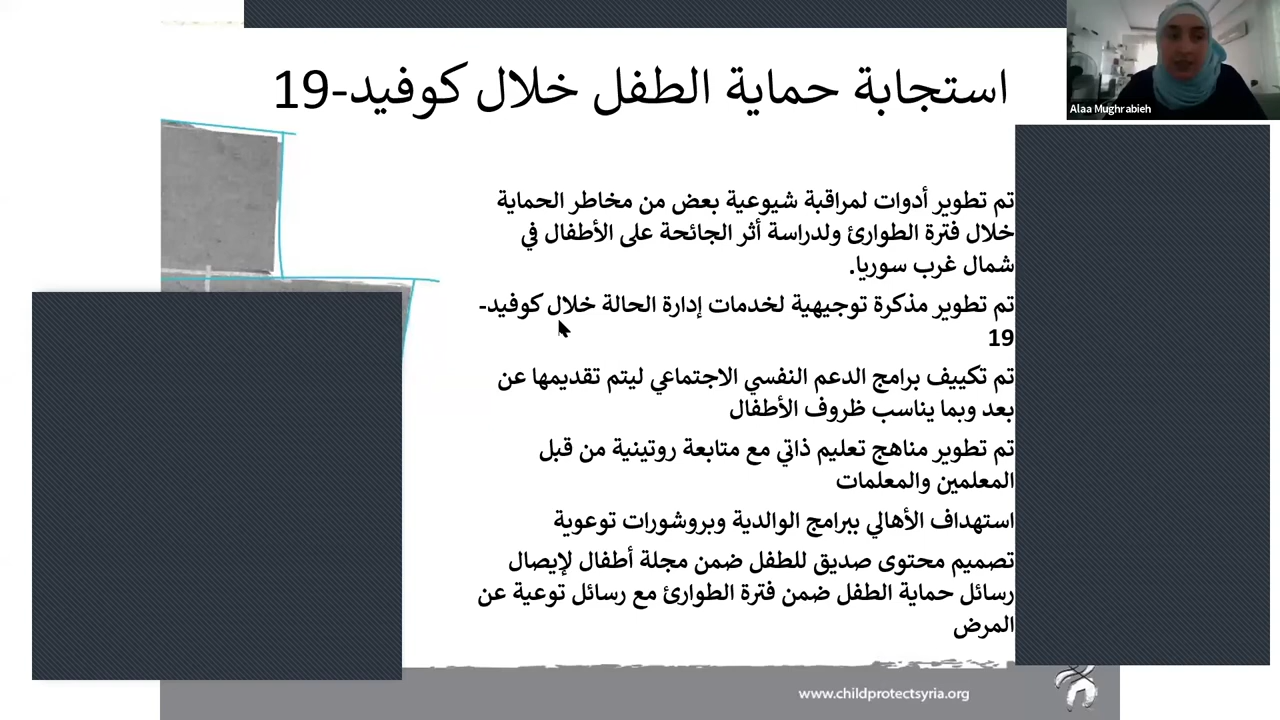 استجابة حماية الطفل خلال كوفيد-19
Alaa Mughrabieh
تم تطوير أدوات لمراقبة شيوعية بعض من مخاطر الحماية
خلال فترة الطوارئ ولدراسة أثر الجائحة على الأطفال في
شمال غرب سوريا.
تم تطوير مذكرة توجيهية لخدمات إدارة الحالة خلال كوفيد-
19
تم تكييف برامج الدعم النفسي الاجتماعي ليتم تقديمها عن
بعد وبما يناسب ظروف الأطفال
تم تطوير مناهج تعليم ذاتي مع متابعة روتينية من قبل
المعلمين والمعلمات
استهداف الأهالي ببرامج الوالدية وبروشورات توعوية
تصميم محتوى صديق للطفل ضمن مجلة أطفال لإيصال
رسائل حماية الطفل ضمن فترة الطوارئ مع رسائل توعية عن
المرض
www.childprotectsyria.org